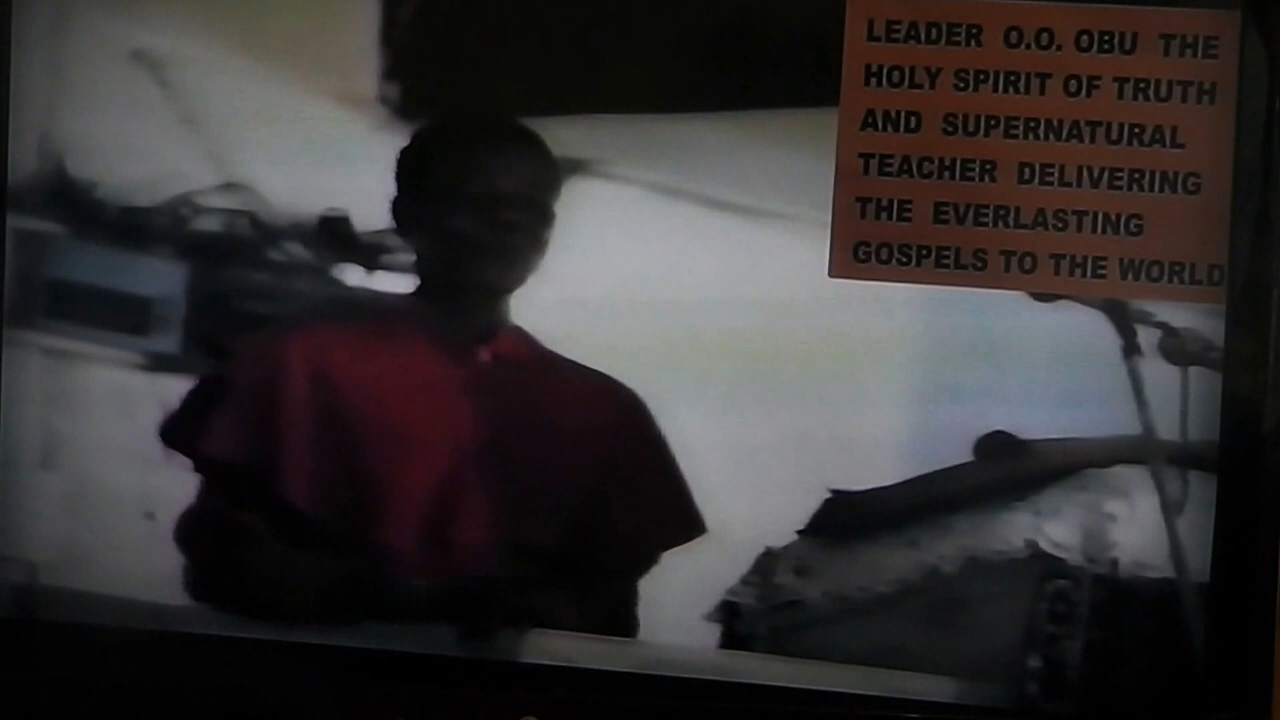 LEADER O.O. OBU THE
HOLY SPIRIT OF TRUTH
AND SUPERNATURAL
TEACHER DELIVERING
THE EVERLASTING
GOSPELS TO THE WORLD